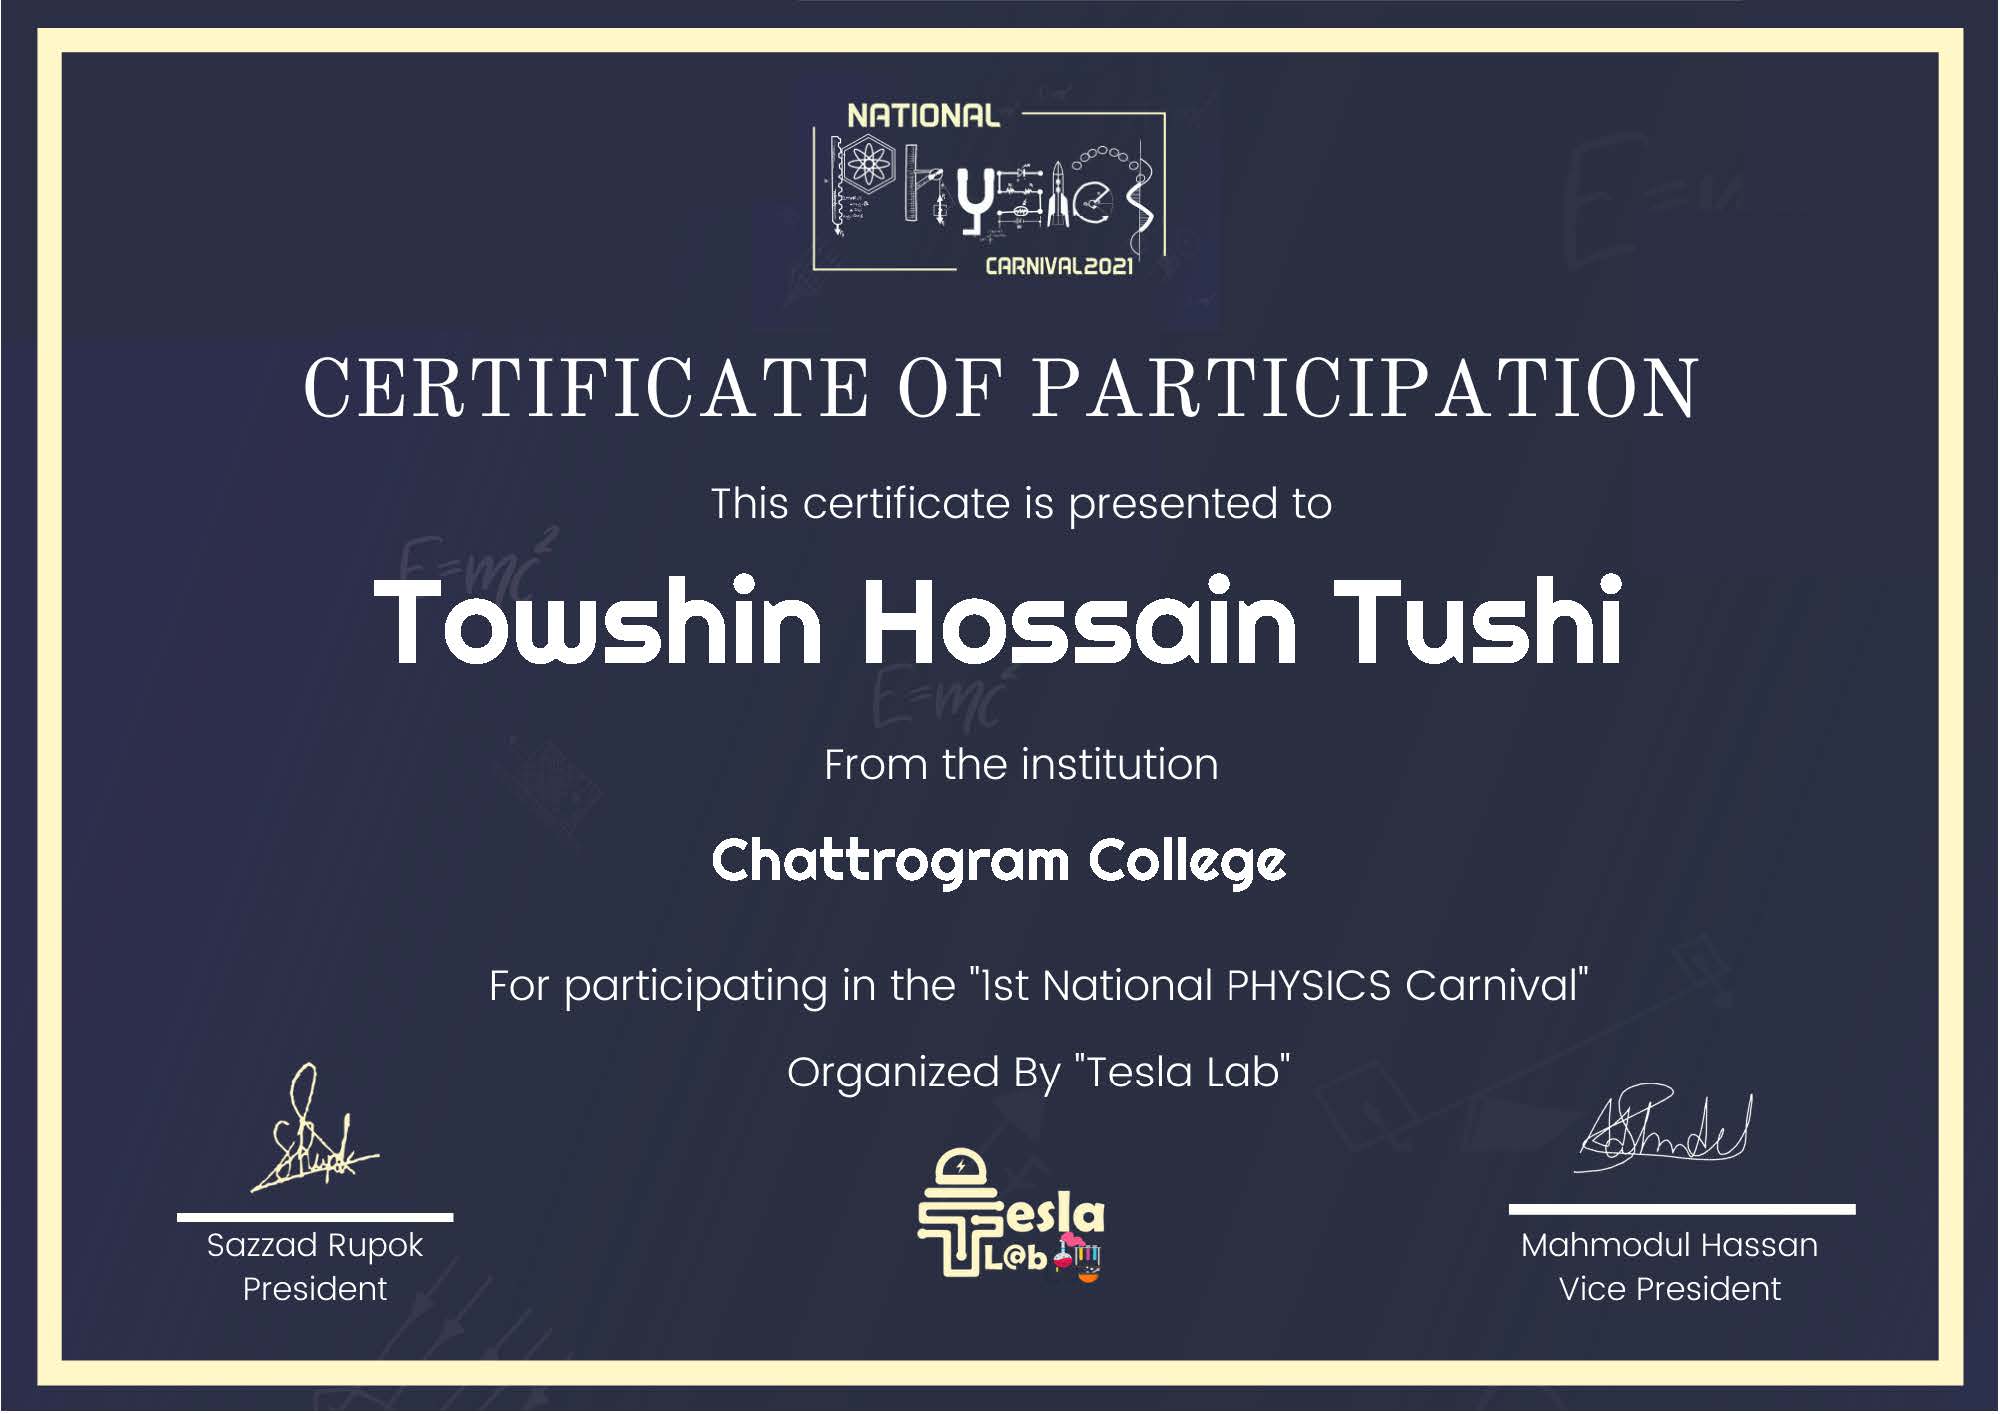 NATIONAL
Physics
CARNIVAL2021
CERTIFICATE OF PARTICIPATION
This certificate is presented to
E=mc²
Towshin Hossain Tushi
E=mc²
From the institution
Chattrogram College
For participating in the "1st National PHYSICS Carnival"
Organized By "Tesla Lab"
Tesla
L@b
Sazzad Rupok
President
Mahmodul Hassan
Vice President